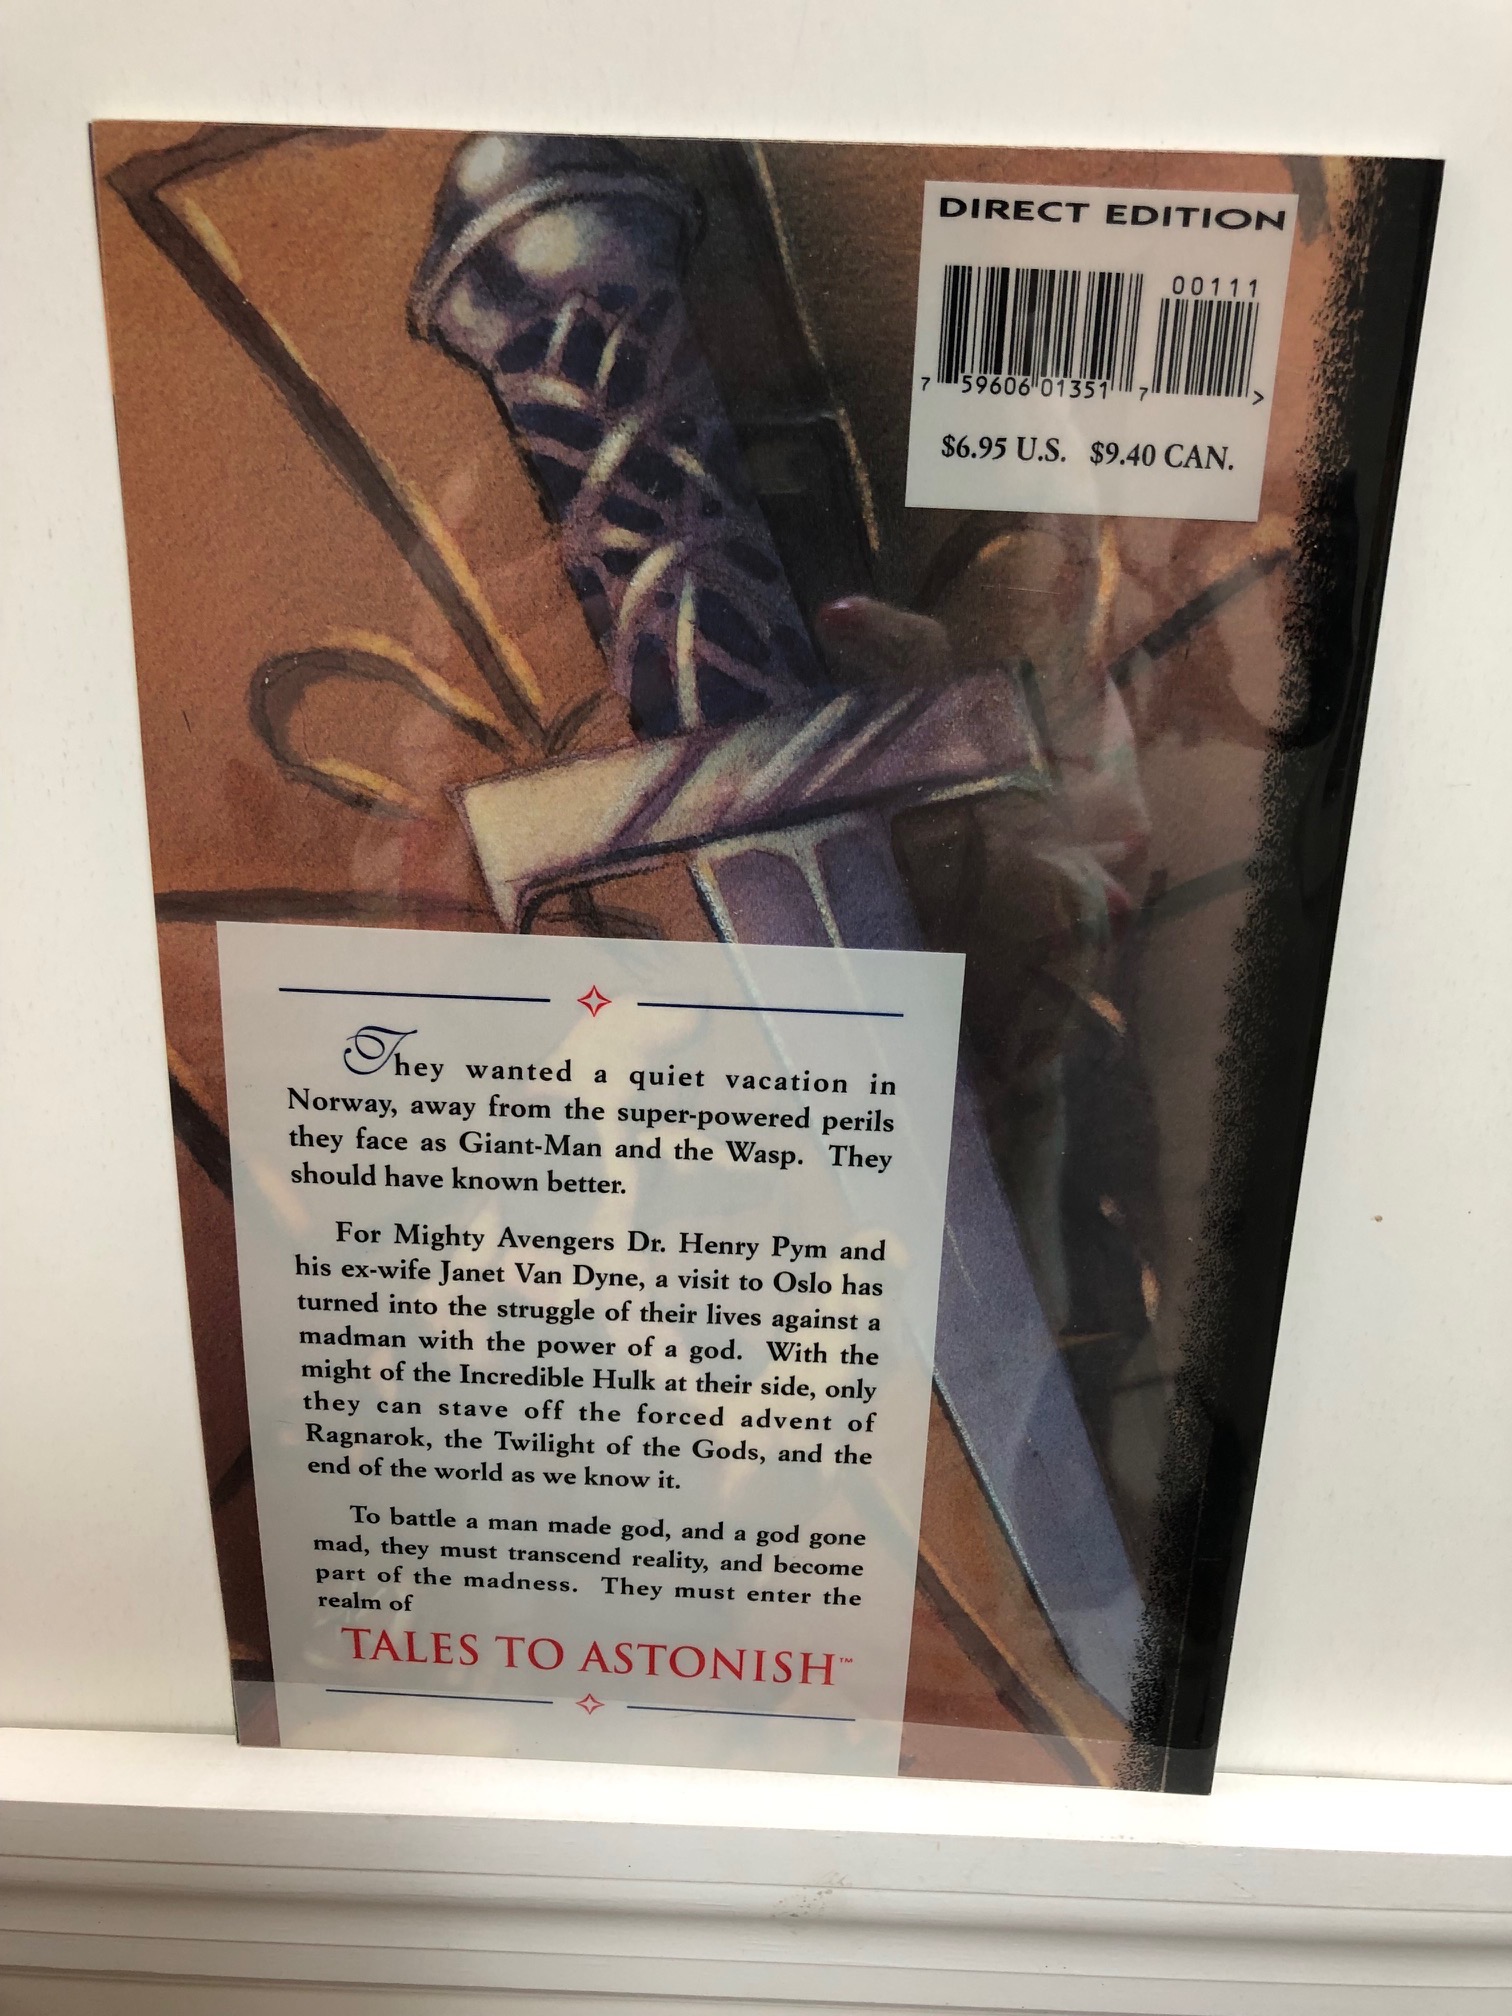 DIRECT EDITION
00111
7 59606 01351 7 >
$6.95 U.S. $9.40 CAN.
They wanted a quiet vacation in
Norway, away from the super-powered perils
they face as Giant-Man and the Wasp. They
should have known better.
For Mighty Avengers Dr. Henry Pym and
his ex-wife Janet Van Dyne, a visit to Oslo has
turned into the struggle of their lives against a
madman with the power of a god. With the
might of the Incredible Hulk at their side, only
they can stave off the forced advent of
Ragnarok, the Twilight of the Gods, and the
end of the world as we know it.
To battle a man made god, and a god gone
mad, they must transcend reality, and become
part of the madness. They must enter the
realm of
TALES TO ASTONISH™